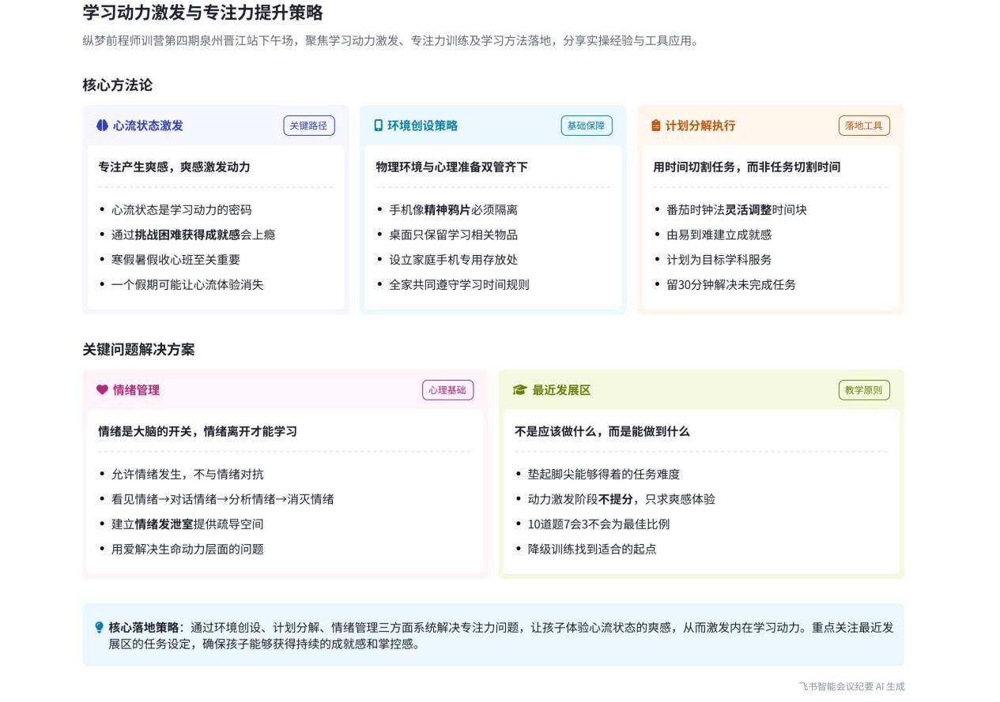 学习动力激发与专注力提升策略
纵梦前程师训营第四期泉州晋江站下午场，聚焦学习动力激发、专注力训练及学习方法落地，分享实操经验与工具应用。
核心方法论
心流状态激发 关键路径
专注产生爽感，爽感激发动力
• 心流状态是学习动力的密码
• 通过挑战困难获得成就感会上瘾
• 寒假暑假收心班至关重要
• 一个假期可能让心流体验消失
环境创设策略 基础保障
物理环境与心理准备双管齐下
• 手机像精神鸦片必须隔离
• 桌面只保留学习相关物品
• 设立家庭手机专用存放处
• 全家共同遵守学习时间规则
计划分解执行 落地工具
用时间切割任务，而非任务切割时间
• 番茄时钟法灵活调整时间块
• 由易到难建立成就感
• 计划为目标学科服务
• 留30分钟解决未完成任务
关键问题解决方案
情绪管理 心理基础
情绪是大脑的开关，情绪离开才能学习
• 允许情绪发生，不与情绪对抗
• 看见情绪→对话情绪→分析情绪→消灭情绪
• 建立情绪发泄室提供疏导空间
• 用爱解决生命动力层面的问题
最近发展区 教学原则
不是应该做什么，而是能做到什么
• 垫起脚尖能够得着的任务难度
• 动力激发阶段不提分，只求爽感体验
• 10道题7会3不会为最佳比例
• 降级训练找到适合的起点
核心落地策略：通过环境创设、计划分解、情绪管理三方面系统解决专注力问题，让孩子体验心流状态的爽感，从而激发内在学习动力。重点关注最近发
展区的任务设定，确保孩子能够获得持续的成就感和掌控感。
飞书智能会议纪要 AI 生成